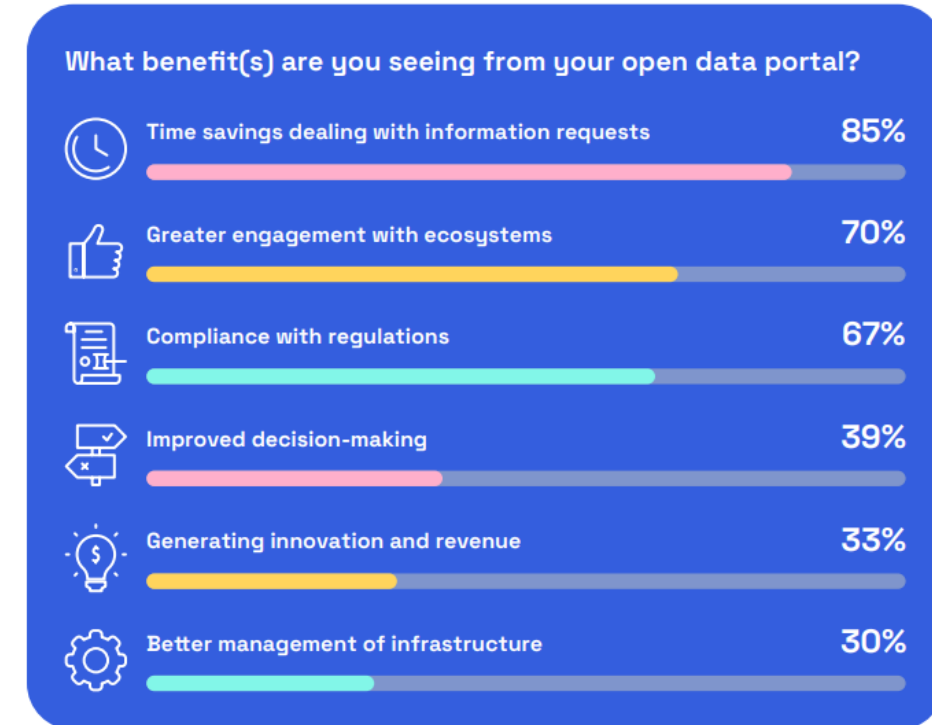 What benefit(s) are you seeing from your open data portal?
Time savings dealing with information requests 85%
Greater engagement with ecosystems 70%
Compliance with regulations 67%
Improved decision-making 39%
Generating innovation and revenue 33%
$
Better management of infrastructure 30%